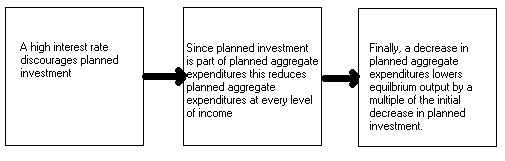 A high interest rate
discourages planned
investment
Since planned investment
is part of planned aggregate
expenditures this reduces
planned aggregate
expenditures at every level
of income
Finally, a decrease in
planned aggregate
expenditures lowers
equilbrium output by a
multiple of the initial
decrease in planned
investment.